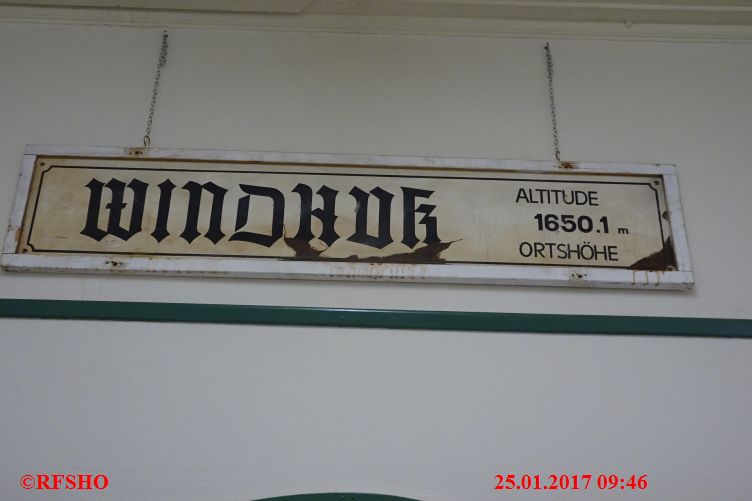 WINDHUK
ALTITUDE
1650.1 m
ORTSHÖHE
©RFSHO
25.01.2017 09:46